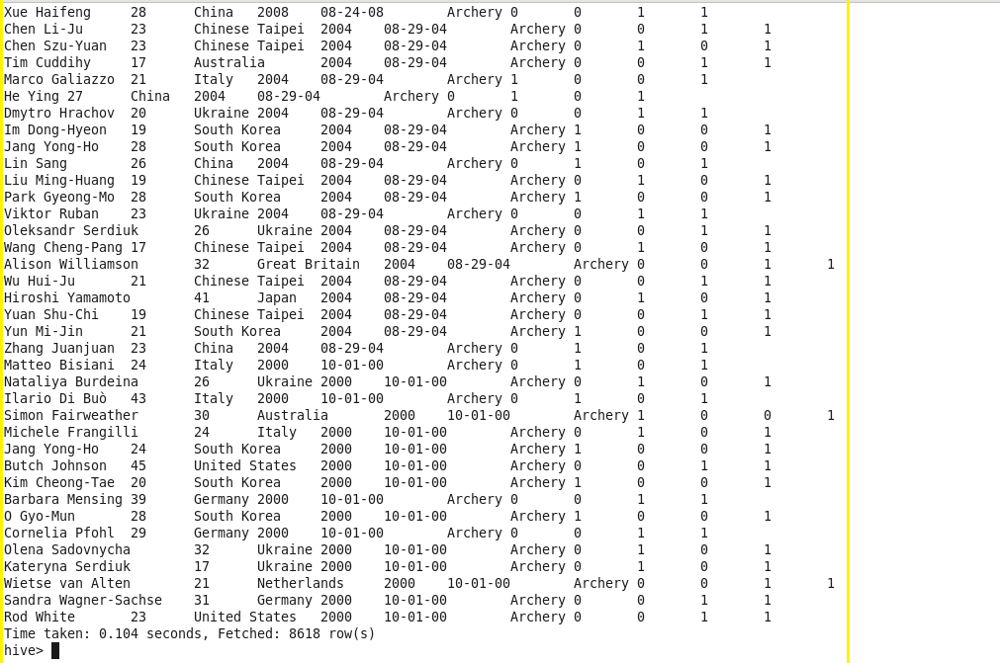 Xue Haifeng 28 China 2008 08-24-08 Archery 0 0 1 1
Chen Li-Ju 23 Chinese Taipei 2004 08-29-04 Archery 0 0 1 1
Chen Szu-Yuan 23 Chinese Taipei 2004 08-29-04 Archery 0 1 0 1
Tim Cuddihy 17 Australia 2004 08-29-04 Archery 0 0 1 1
Marco Galiazzo 21 Italy 2004 08-29-04 Archery 1 0 0 1
He Ying 27 China 2004 08-29-04 Archery 0 1 0 1
Dmytro Hrachov 20 Ukraine 2004 08-29-04 Archery 0 0 1 1
Im Dong-Hyeon 19 South Korea 2004 08-29-04 Archery 1 0 0 1
Jang Yong-Ho 28 South Korea 2004 08-29-04 Archery 1 0 0 1
Lin Sang 26 China 2004 08-29-04 Archery 0 1 0 1
Liu Ming-Huang 19 Chinese Taipei 2004 08-29-04 Archery 0 1 0 1
Park Gyeong-Mo 28 South Korea 2004 08-29-04 Archery 1 0 0 1
Viktor Ruban 23 Ukraine 2004 08-29-04 Archery 0 0 1 1
Oleksandr Serdiuk 26 Ukraine 2004 08-29-04 Archery 0 0 1 1
Wang Cheng-Pang 17 Chinese Taipei 2004 08-29-04 Archery 0 1 0 1
Alison Williamson 32 Great Britain 2004 08-29-04 Archery 0 0 1 1
Wu Hui-Ju 21 Chinese Taipei 2004 08-29-04 Archery 0 0 1 1
Hiroshi Yamamoto 41 Japan 2004 08-29-04 Archery 0 1 0 1
Yuan Shu-Chi 19 Chinese Taipei 2004 08-29-04 Archery 0 0 1 1
Yun Mi-Jin 21 South Korea 2004 08-29-04 Archery 1 0 0 1
Zhang Juanjuan 23 China 2004 08-29-04 Archery 0 1 0 1
Matteo Bisiani 24 Italy 2000 10-01-00 Archery 0 1 0 1
Nataliya Burdeina 26 Ukraine 2000 10-01-00 Archery 0 1 0 1
Ilario Di Buò 43 Italy 2000 10-01-00 Archery 0 1 0 1
Simon Fairweather 30 Australia 2000 10-01-00 Archery 1 0 0 1
Michele Frangilli 24 Italy 2000 10-01-00 Archery 0 1 0 1
Jang Yong-Ho 24 South Korea 2000 10-01-00 Archery 1 0 0 1
Butch Johnson 45 United States 2000 10-01-00 Archery 0 0 1 1
Kim Cheong-Tae 20 South Korea 2000 10-01-00 Archery 1 0 0 1
Barbara Mensing 39 Germany 2000 10-01-00 Archery 0 0 1 1
O Gyo-Mun 28 South Korea 2000 10-01-00 Archery 1 0 0 1
Cornelia Pfohl 29 Germany 2000 10-01-00 Archery 0 0 1 1
Olena Sadovnycha 32 Ukraine 2000 10-01-00 Archery 0 1 0 1
Kateryna Serdiuk 17 Ukraine 2000 10-01-00 Archery 0 1 0 1
Wietse van Alten 21 Netherlands 2000 10-01-00 Archery 0 0 1 1
Sandra Wagner-Sachse 31 Germany 2000 10-01-00 Archery 0 0 1 1
Rod White 23 United States 2000 10-01-00 Archery 0 0 1 1
Time taken: 0.104 seconds, Fetched: 8618 row(s)
hive>